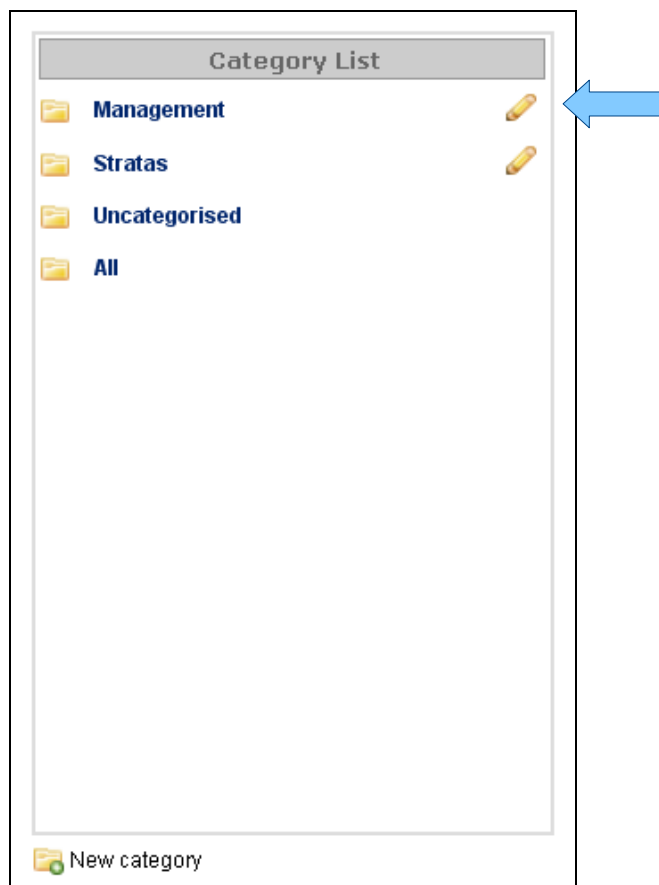 Category List
Management
Stratas
Uncategorised
All
New category